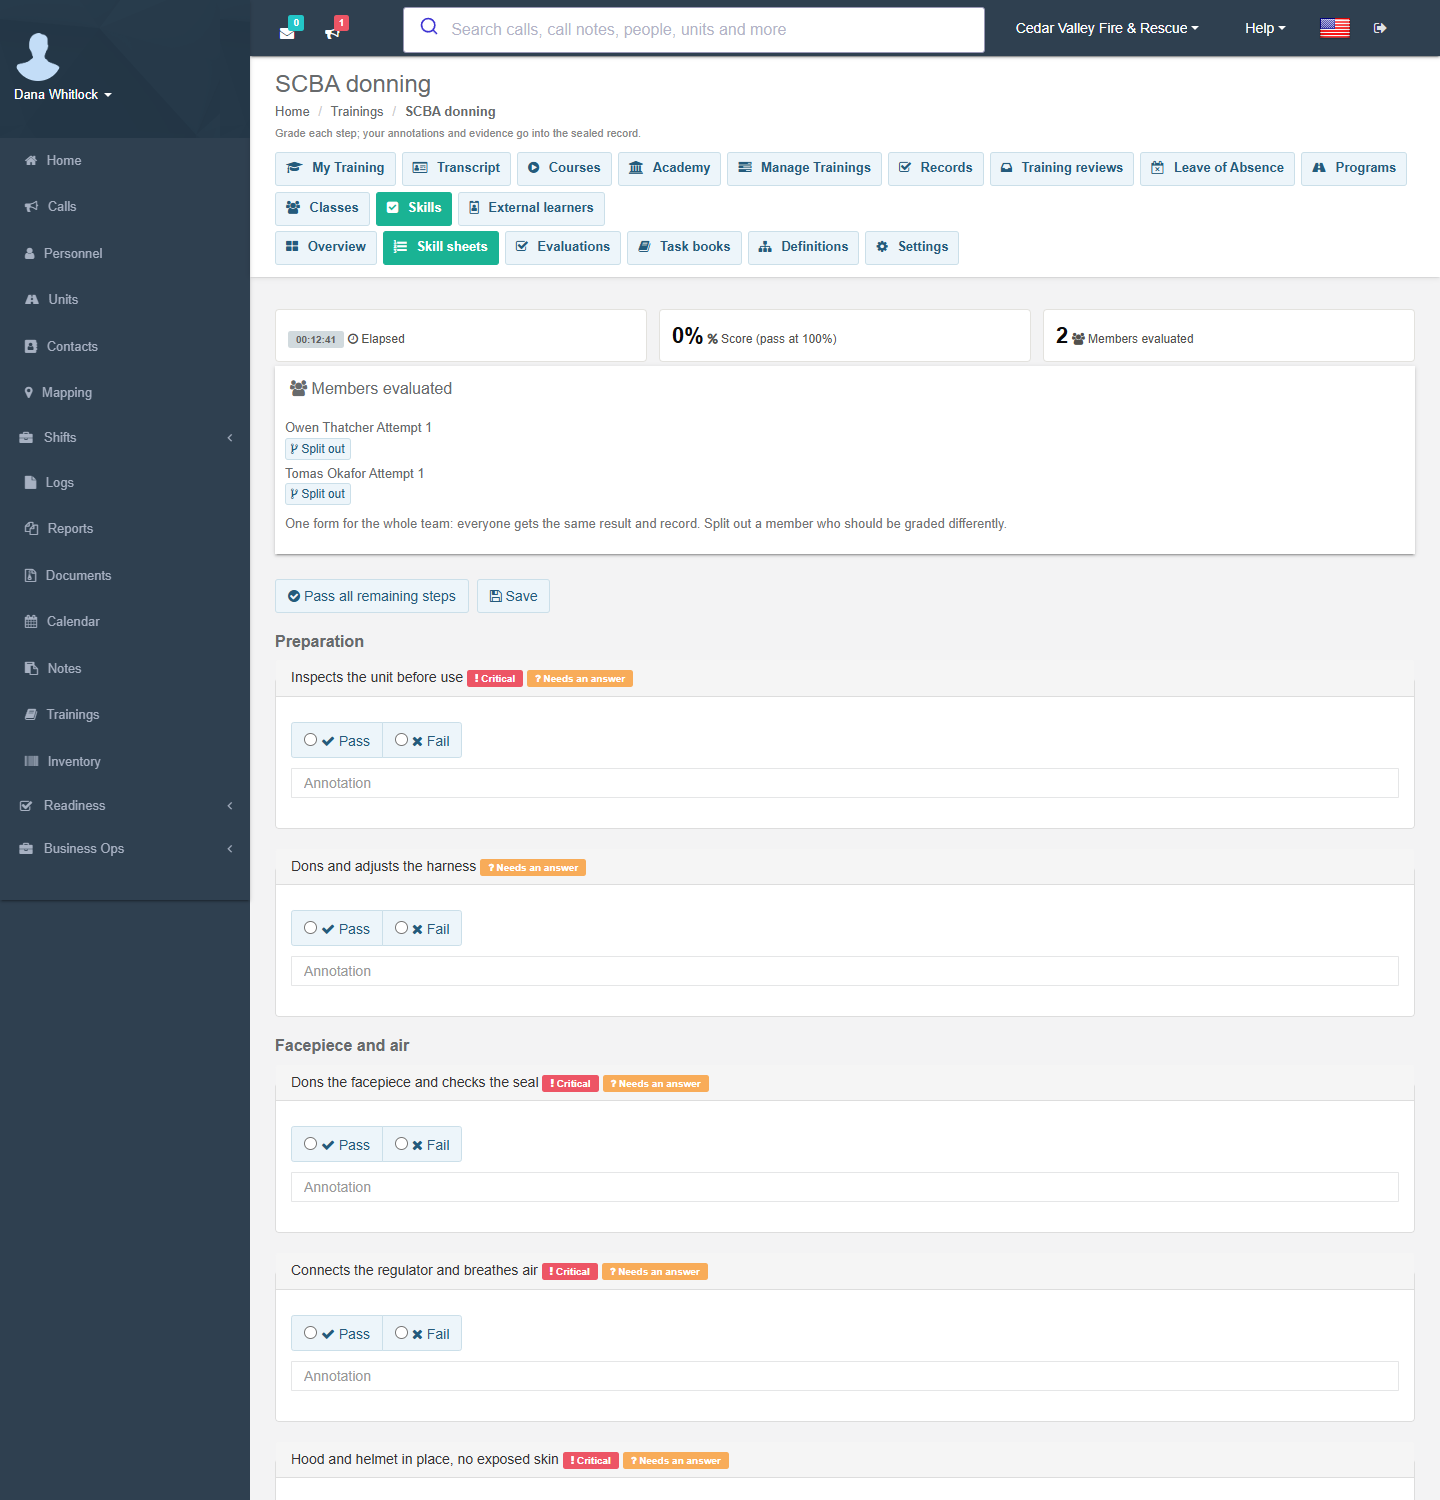 0
1
Search calls, call notes, people, units and more
Cedar Valley Fire & Rescue
Help
Dana Whitlock
Home
Calls
Personnel
Units
Contacts
Mapping
Shifts
Logs
Reports
Documents
Calendar
Notes
Trainings
Inventory
Readiness
Business Ops
SCBA donning
Home / Trainings / SCBA donning
Grade each step; your annotations and evidence go into the sealed record.
My Training Transcript Courses Academy Manage Trainings Records Training reviews Leave of Absence Programs
Classes Skills External learners
Overview Skill sheets Evaluations Task books Definitions Settings
00:12:41 Elapsed
0% % Score (pass at 100%)
2 Members evaluated
Members evaluated
Owen Thatcher Attempt 1
Split out
Tomas Okafor Attempt 1
Split out
One form for the whole team: everyone gets the same result and record. Split out a member who should be graded differently.
Pass all remaining steps Save
Preparation
Inspects the unit before use ! Critical ? Needs an answer
Pass Fail
Annotation
Dons and adjusts the harness ? Needs an answer
Pass Fail
Annotation
Facepiece and air
Dons the facepiece and checks the seal ! Critical ? Needs an answer
Pass Fail
Annotation
Connects the regulator and breathes air ! Critical ? Needs an answer
Pass Fail
Annotation
Hood and helmet in place, no exposed skin ! Critical ? Needs an answer